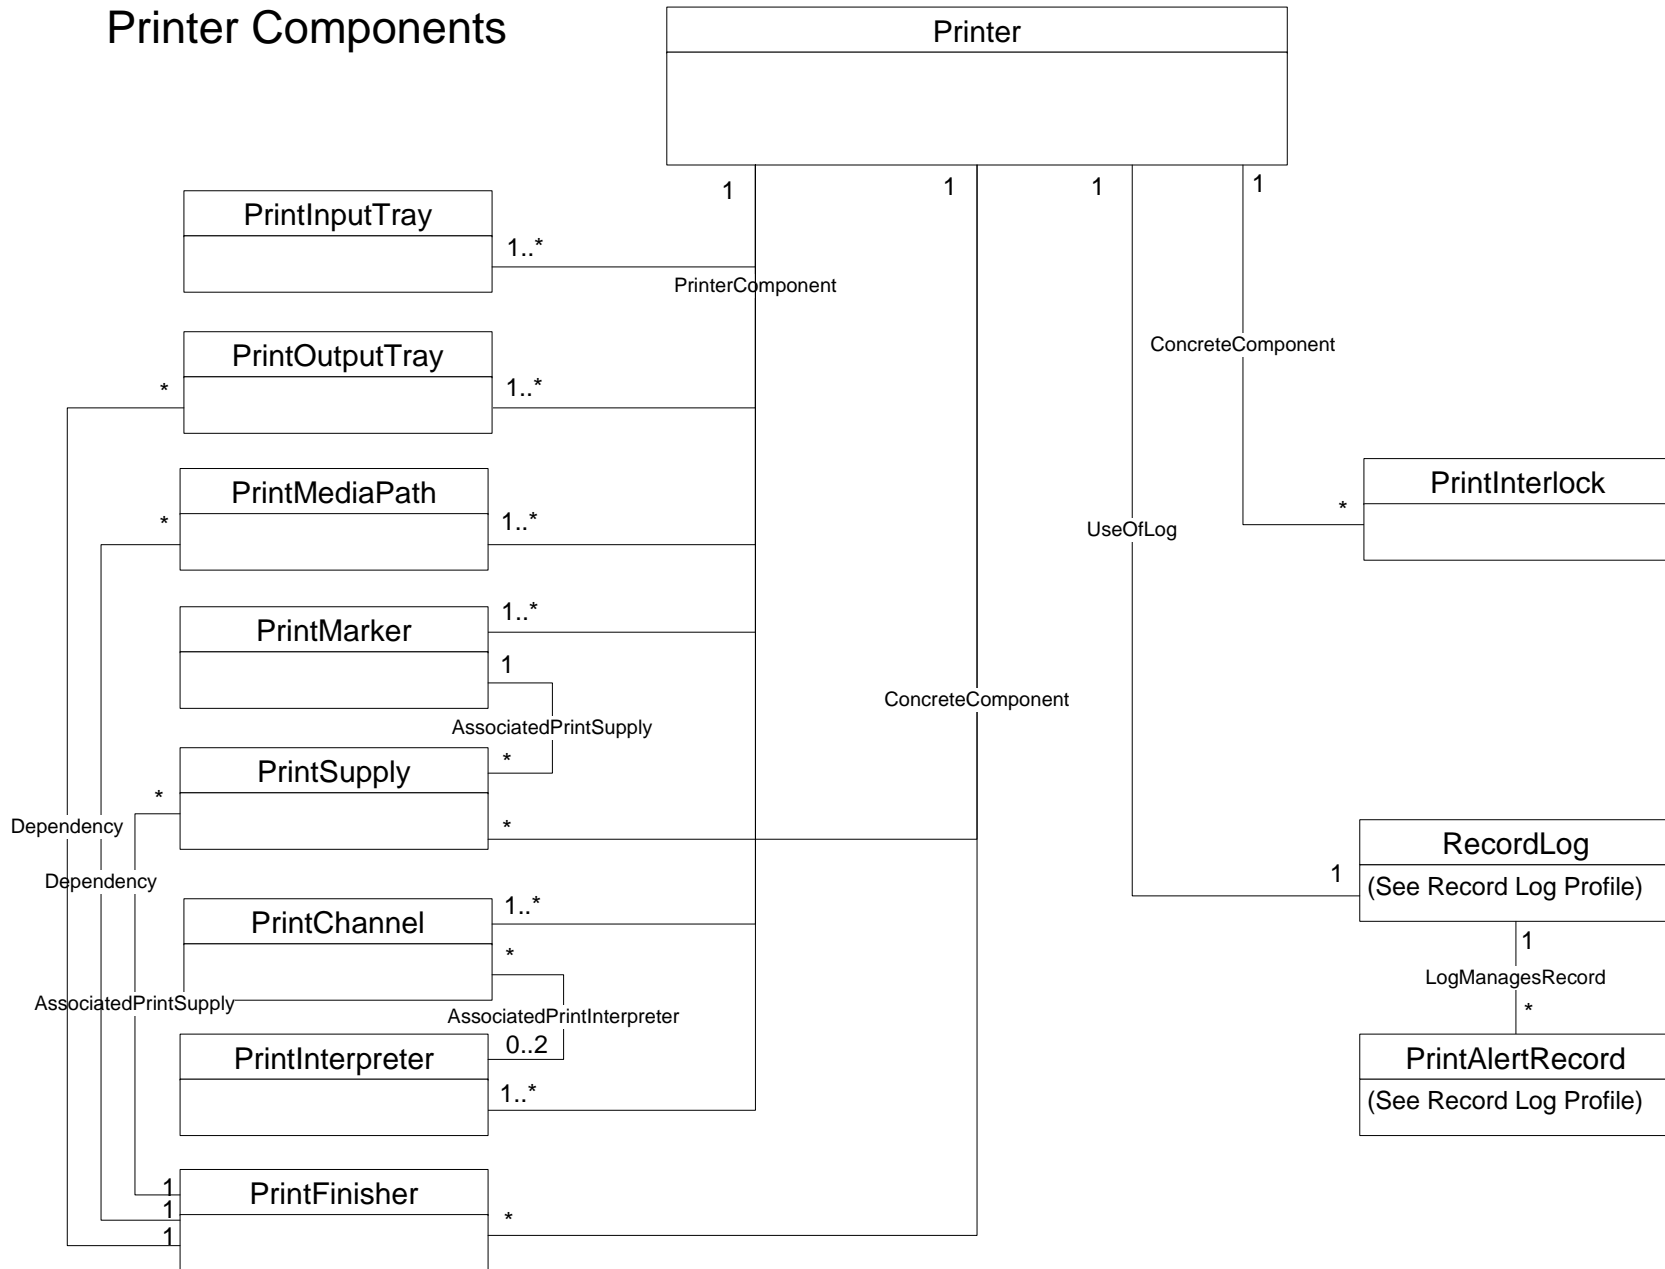 Printer Components
Printer
1
1
1
1
PrintInputTray
1..*
PrinterComponent
PrintOutputTray
*
1..*
ConcreteComponent
PrintMediaPath
*
1..*
PrintInterlock
*
UseOfLog
PrintMarker
1..*
1
AssociatedPrintSupply
ConcreteComponent
PrintSupply
*
*
*
Dependency
Dependency
RecordLog
1
(See Record Log Profile)
PrintChannel
1..*
*
1
LogManagesRecord
*
AssociatedPrintSupply
AssociatedPrintInterpreter
PrintInterpreter
0..2
1..*
PrintAlertRecord
(See Record Log Profile)
PrintFinisher
1
1
1
*